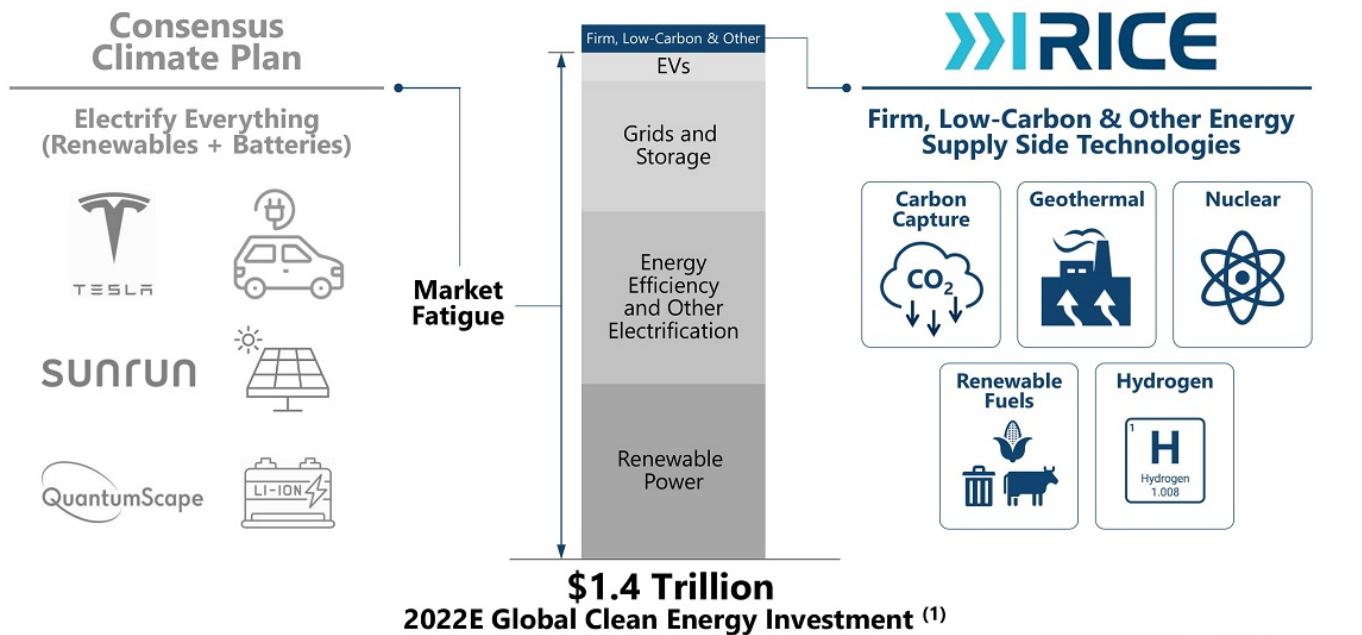 Consensus
Climate Plan
Electrify Everything
(Renewables + Batteries)
TESLA
sunrun
QuantumScape
LI-ION
Market
Fatigue
Firm, Low-Carbon & Other
EVs
Grids and
Storage
Energy
Efficiency
and Other
Electrification
Renewable
Power
$1.4 Trillion
2022E Global Clean Energy Investment (1)
RICE
Firm, Low-Carbon & Other Energy
Supply Side Technologies
Carbon
Capture
CO₂
Geothermal
Nuclear
Renewable
Fuels
Hydrogen
1
H
Hydrogen
1.008